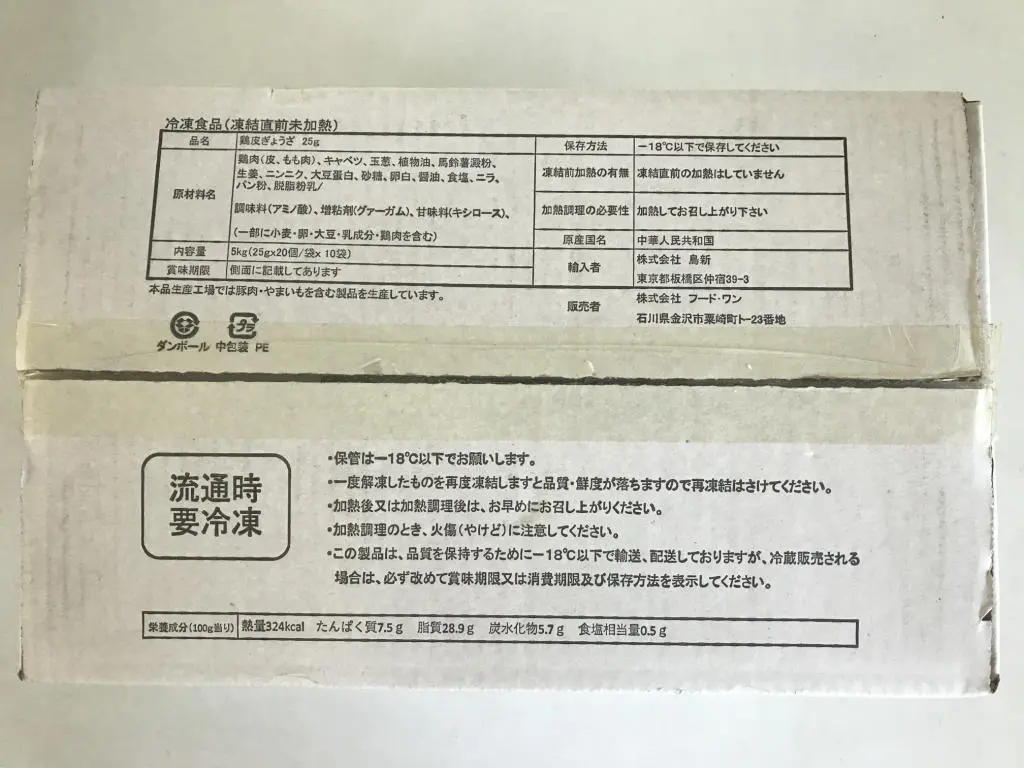 冷凍食品(凍結直前未加熱)
品名 鶏皮ぎょうざ 25g
原材料名
鶏肉(皮、もも肉)、キャベツ、玉葱、植物油、馬鈴薯澱粉、
生姜、ニンニク、大豆蛋白、砂糖、卵白、醤油、食塩、ニラ、
パン粉、脱脂粉乳/
調味料(アミノ酸)、増粘剤(グァーガム)、甘味料(キシロース)、
(一部に小麦・卵・大豆・乳成分・鶏肉を含む)
内容量 5kg(25gx20個/袋x 10袋)
賞味期限 側面に記載してあります
保存方法 −18℃以下で保存してください
凍結前加熱の有無 凍結直前の加熱はしていません
加熱調理の必要性 加熱してお召し上がり下さい
原産国名 中華人民共和国
輸入者 株式会社 鳥新
東京都板橋区仲宿39-3
販売者 株式会社 フード・ワン
石川県金沢市粟崎町ト-23番地
本品生産工場では豚肉・やまいもを含む製品を生産しています。
プラ
ダンボール 中包装 PE
流通時
要冷凍
・保管は−18℃以下でお願いします。
・一度解凍したものを再度凍結しますと品質・鮮度が落ちますので再凍結はさけてください。
・加熱後又は加熱調理後は、お早めにお召し上がりください。
・加熱調理のとき、火傷(やけど)に注意してください。
・この製品は、品質を保持するために−18℃以下で輸送、配送しておりますが、冷蔵販売される
場合は、必ず改めて賞味期限又は消費期限及び保存方法を表示してください。
栄養成分(100g当り) 熱量324kcal たんぱく質7.5g 脂質28.9g 炭水化物5.7g 食塩相当量0.5g